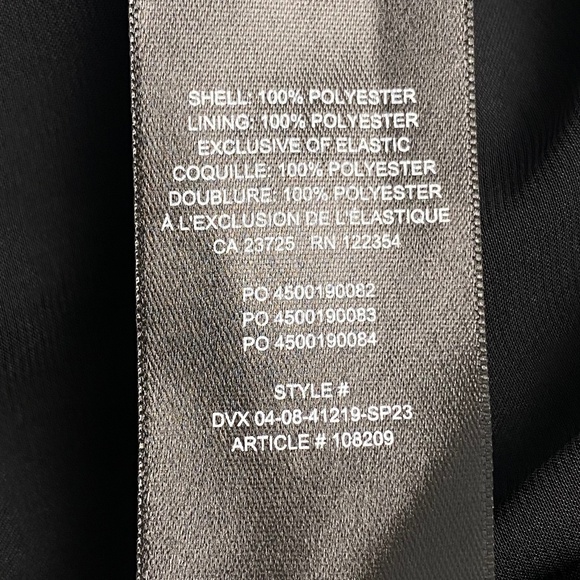 SHELL: 100% POLYESTER
LINING: 100% POLYESTER
EXCLUSIVE OF ELASTIC
COQUILLE: 100% POLYESTER
DOUBLURE: 100% POLYESTER
À L'EXCLUSION DE L'ÉLASTIQUE
CA 23725 RN 122354
PO 4500190082
PO 4500190083
PO 4500190084
STYLE #
DVX 04-08-41219-SP23
ARTICLE # 108209